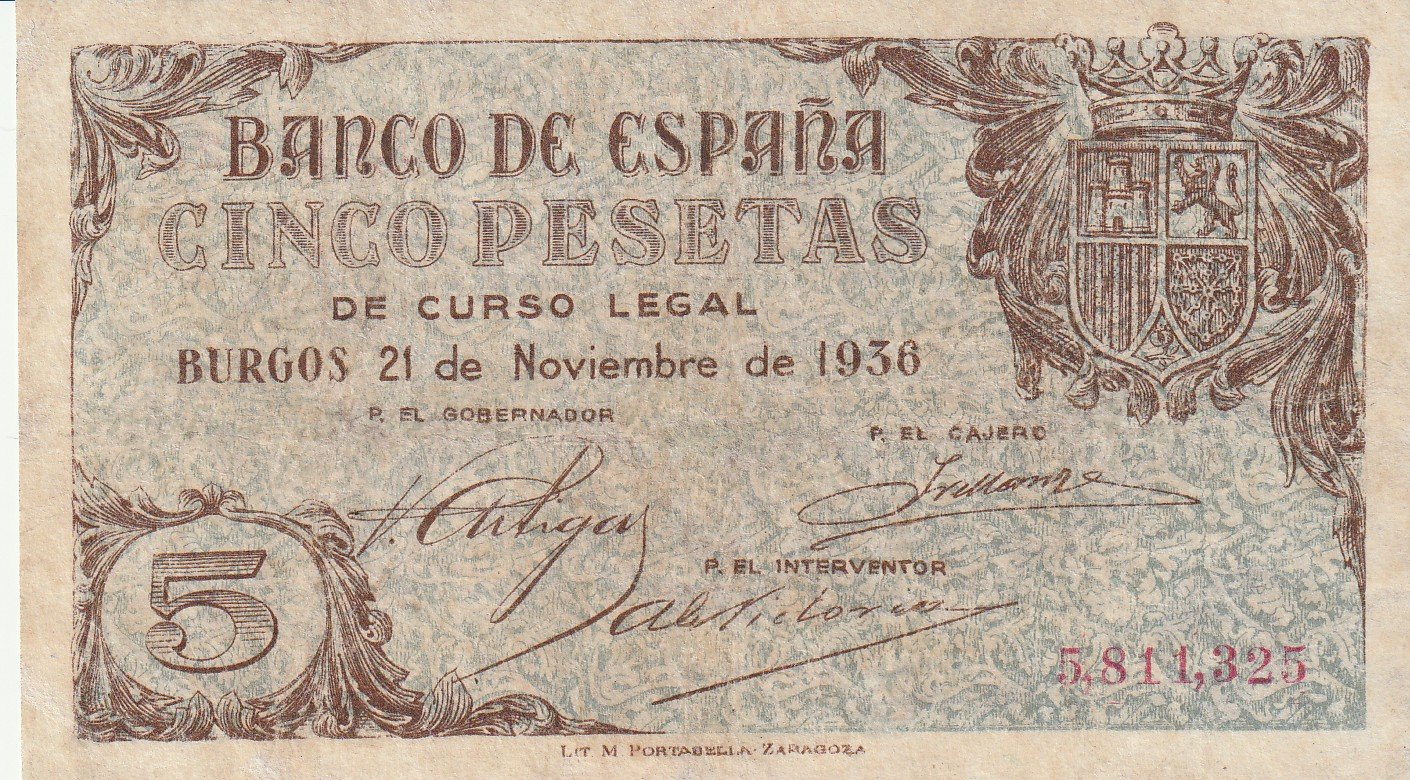 BANCO DE ESPAÑA
CINCO PESETAS
DE CURSO LEGAL
BURGOS 21 de Noviembre de 1936
P. EL GOBERNADOR
P. EL CAJERO
P. EL INTERVENTOR
5
5,811,325
LIT. M. PORTABELLA-ZARAGOZA